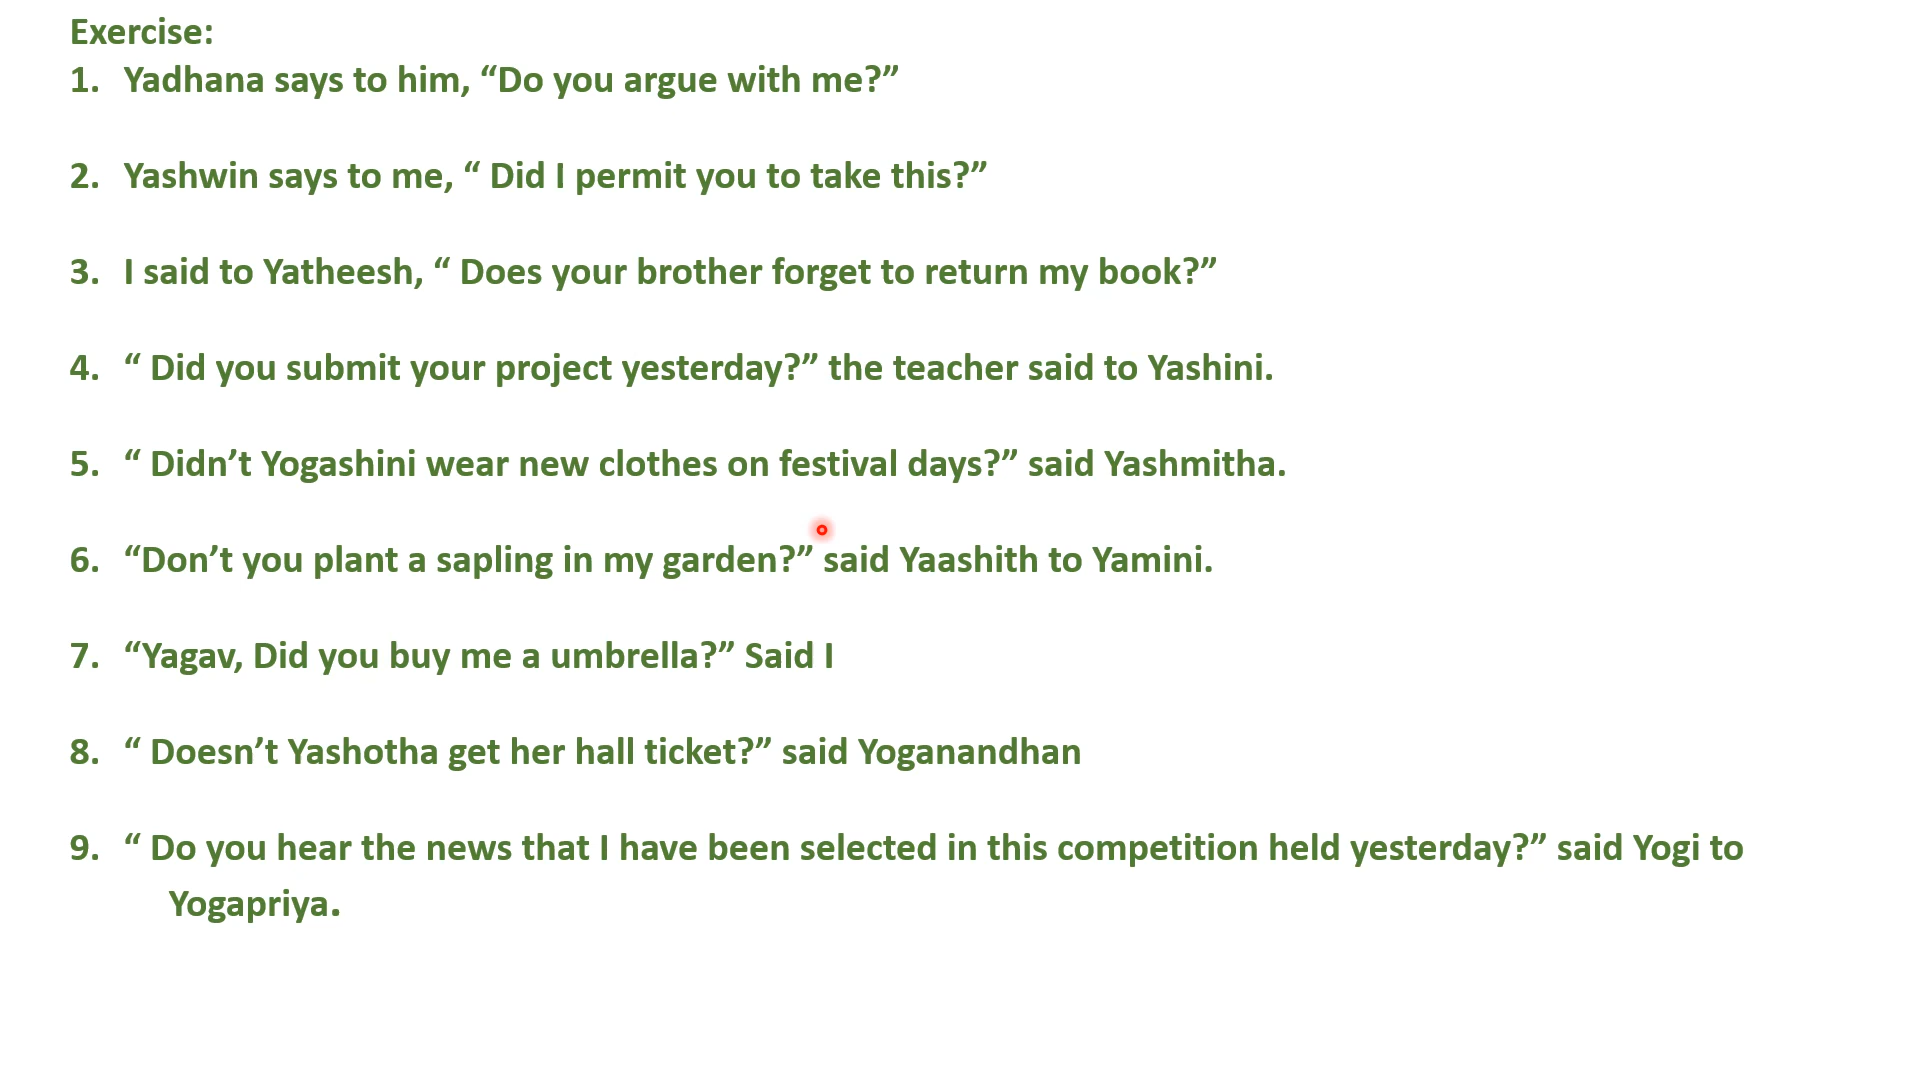 Exercise:
1. Yadhana says to him, “Do you argue with me?”
2. Yashwin says to me, “ Did I permit you to take this?”
3. I said to Yatheesh, “ Does your brother forget to return my book?”
4. “ Did you submit your project yesterday?” the teacher said to Yashini.
5. “ Didn’t Yogashini wear new clothes on festival days?” said Yashmitha.
6. “Don’t you plant a sapling in my garden?” said Yaashith to Yamini.
7. “Yagav, Did you buy me a umbrella?” Said I
8. “ Doesn’t Yashotha get her hall ticket?” said Yoganandhan
9. “ Do you hear the news that I have been selected in this competition held yesterday?” said Yogi to
Yogapriya.